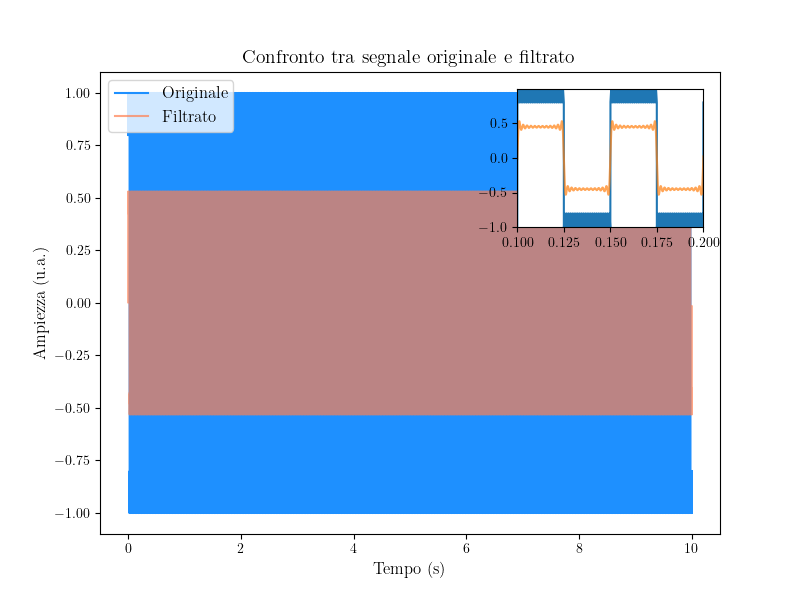 Confronto tra segnale originale e filtrato
Originale
Filtrato
Ampiezza (u.a.)
1.00
0.75
0.50
0.25
0.00
−0.25
−0.50
−0.75
−1.00
0.5
0.0
−0.5
−1.0
0.100 0.125 0.150 0.175 0.200
0 2 4 6 8 10
Tempo (s)